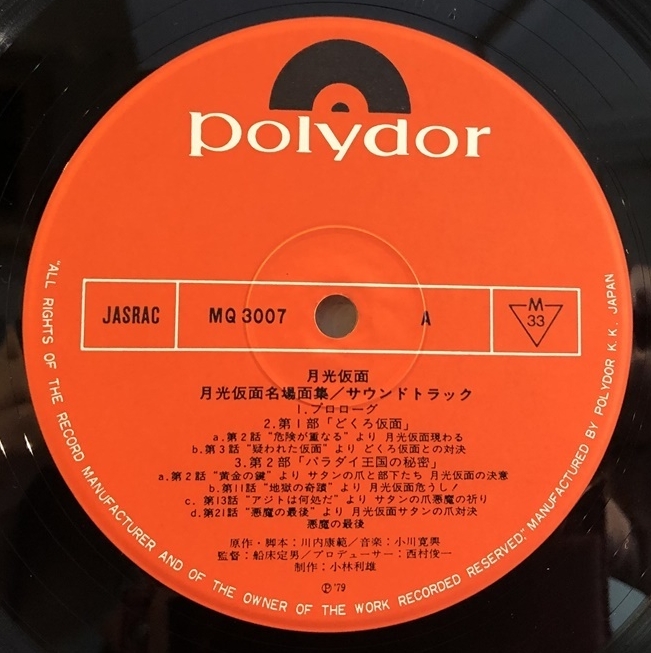 polydor
JASRAC
MQ 3007
A
M
33
月光仮面
月光仮面名場面集／サウンドトラック
1.プロローグ
2.第1部「どくろ仮面」
a.第2話“危険が重なる”より 月光仮面現わる
b.第3話“疑われた仮面”より どくろ仮面との対決
3.第2部「パラダイ王国の秘密」
a.第2話“黄金の鍵”より サタンの爪と部下たち 月光仮面の決意
b.第11話“地獄の奇蹟”より 月光仮面危うし！
c.第13話“アジトは何処だ”より サタンの爪悪魔の祈り
d.第21話“悪魔の最後”より 月光仮面サタンの爪対決
悪魔の最後
原作・脚本：川内康範／音楽：小川寛興
監督：船床定男／プロデューサー：西村俊一
制作：小林利雄
Ⓟ'79
"ALL RIGHTS OF THE RECORD MANUFACTURER AND OF THE OWNER OF THE WORK RECORDED RESERVED." MANUFACTURED BY POLYDOR K.K. JAPAN